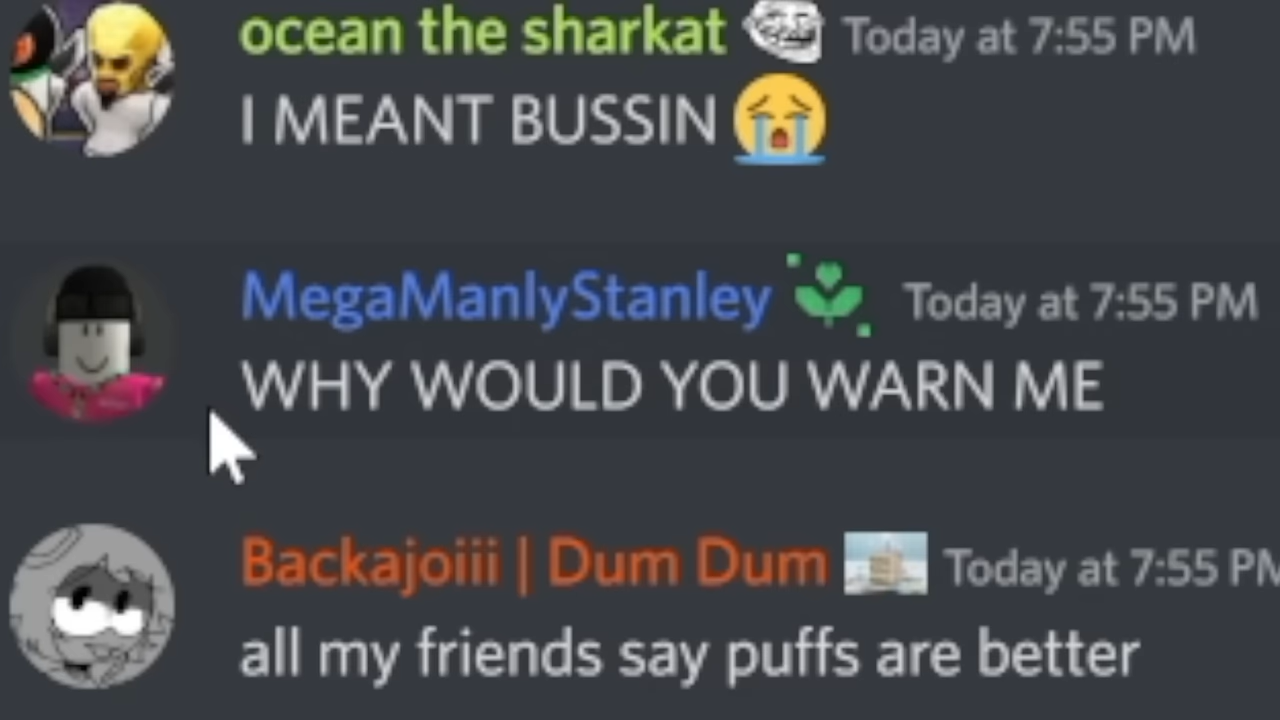 ocean the sharkat Today at 7:55 PM
I MEANT BUSSIN 😭
MegaManlyStanley Today at 7:55 PM
WHY WOULD YOU WARN ME
Backajoiii | Dum Dum Today at 7:55 PM
all my friends say puffs are better